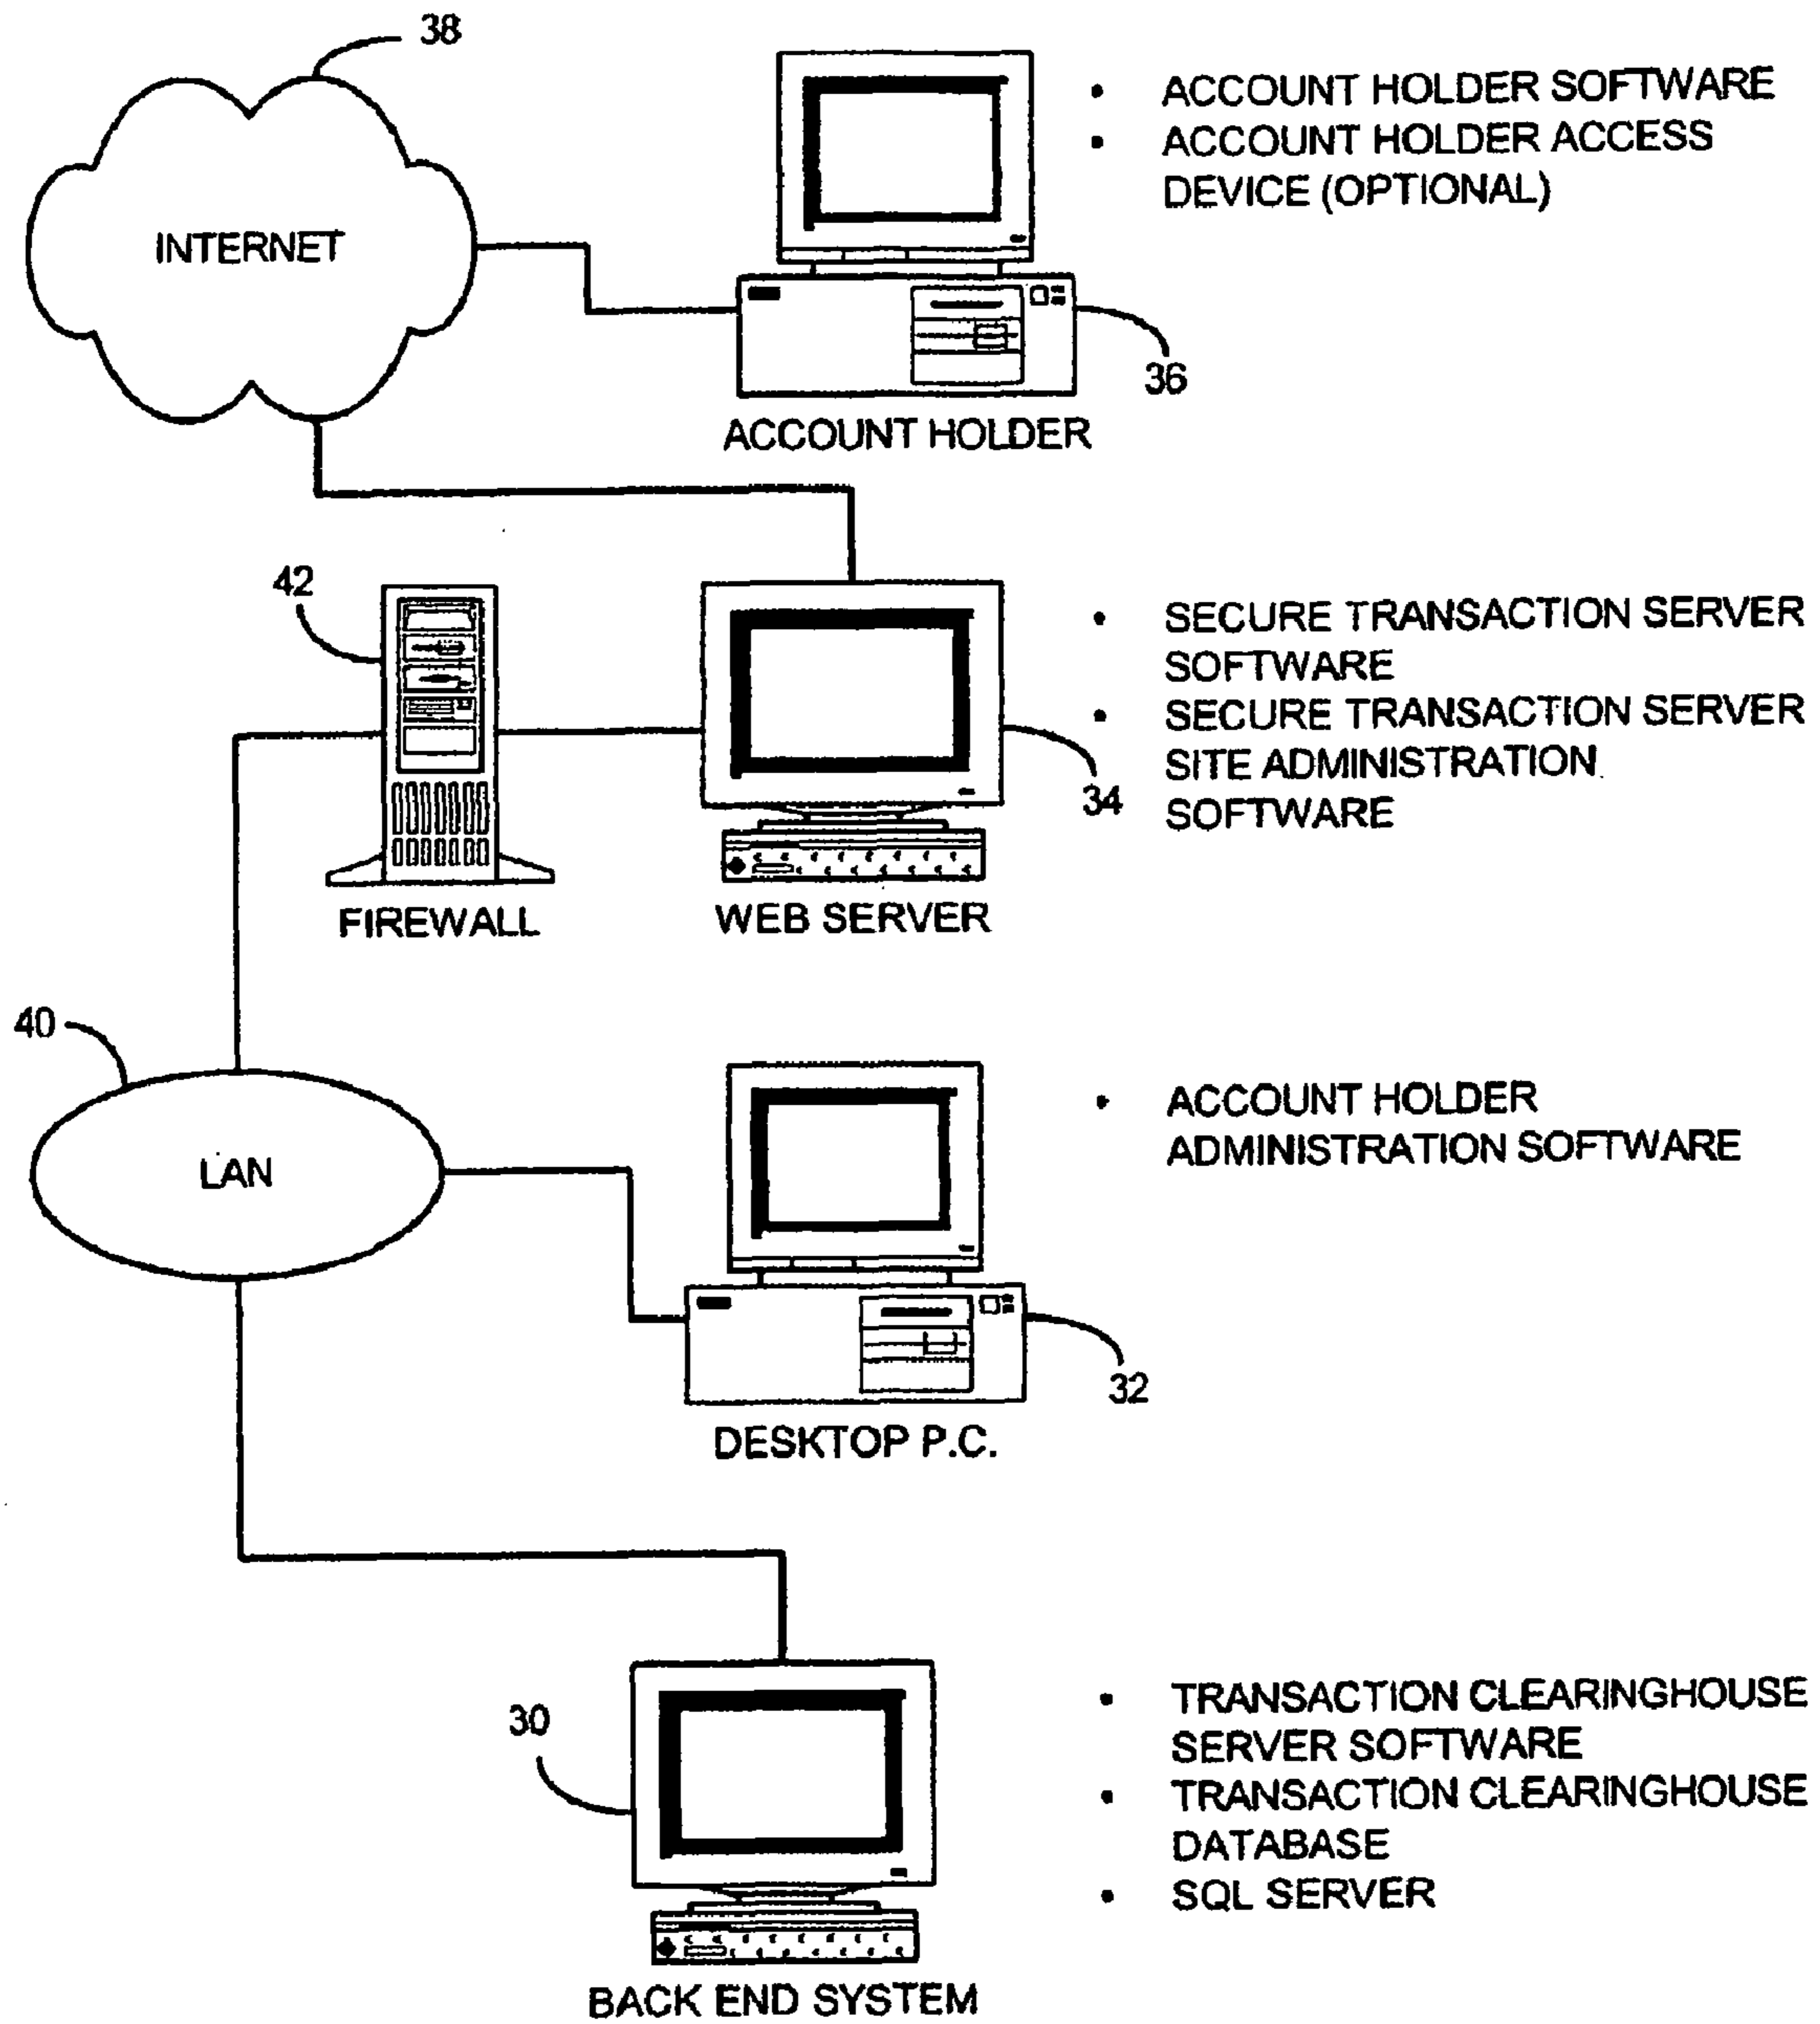 38
• ACCOUNT HOLDER SOFTWARE
• ACCOUNT HOLDER ACCESS
DEVICE (OPTIONAL)
INTERNET
36
ACCOUNT HOLDER
42
• SECURE TRANSACTION SERVER
SOFTWARE
• SECURE TRANSACTION SERVER
SITE ADMINISTRATION
SOFTWARE
34
FIREWALL
WEB SERVER
40
• ACCOUNT HOLDER
ADMINISTRATION SOFTWARE
LAN
32
DESKTOP P.C.
30
• TRANSACTION CLEARINGHOUSE
SERVER SOFTWARE
• TRANSACTION CLEARINGHOUSE
DATABASE
• SQL SERVER
BACK END SYSTEM